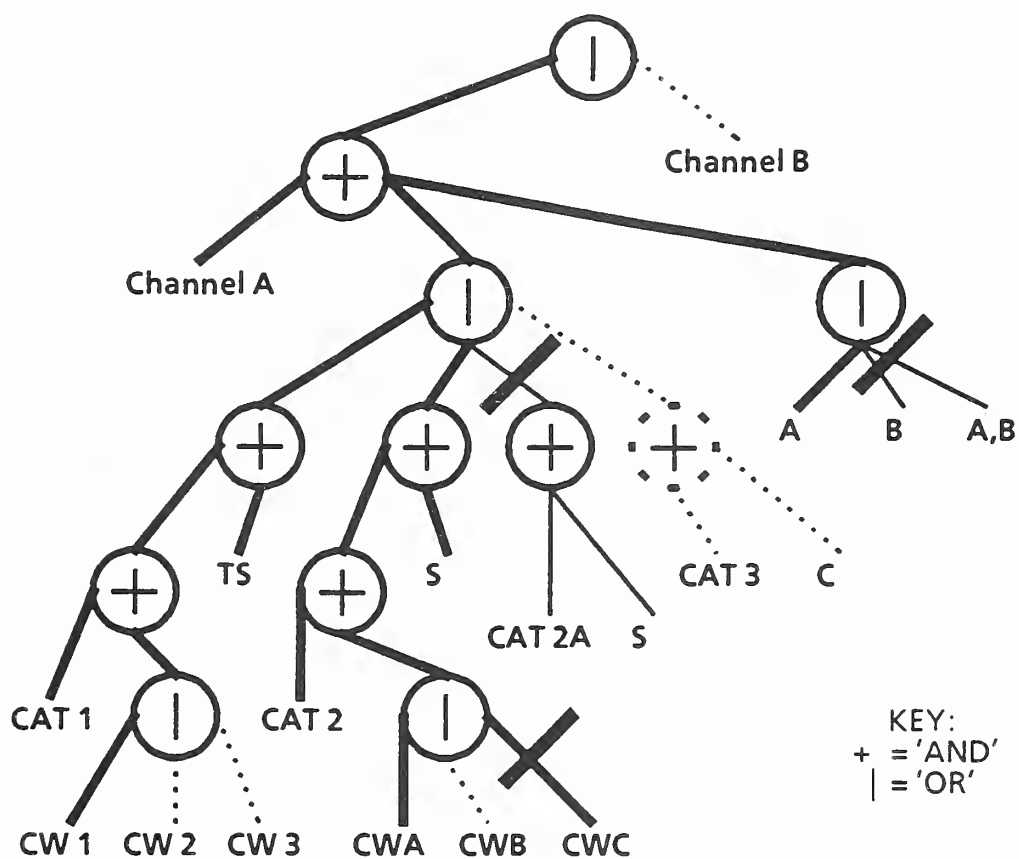 Channel B
Channel A
A B A,B
TS S CAT 3 C
CAT 2A S
CAT 1 CAT 2
KEY:
+ = 'AND'
| = 'OR'
CW 1 CW 2 CW 3 CWA CWB CWC